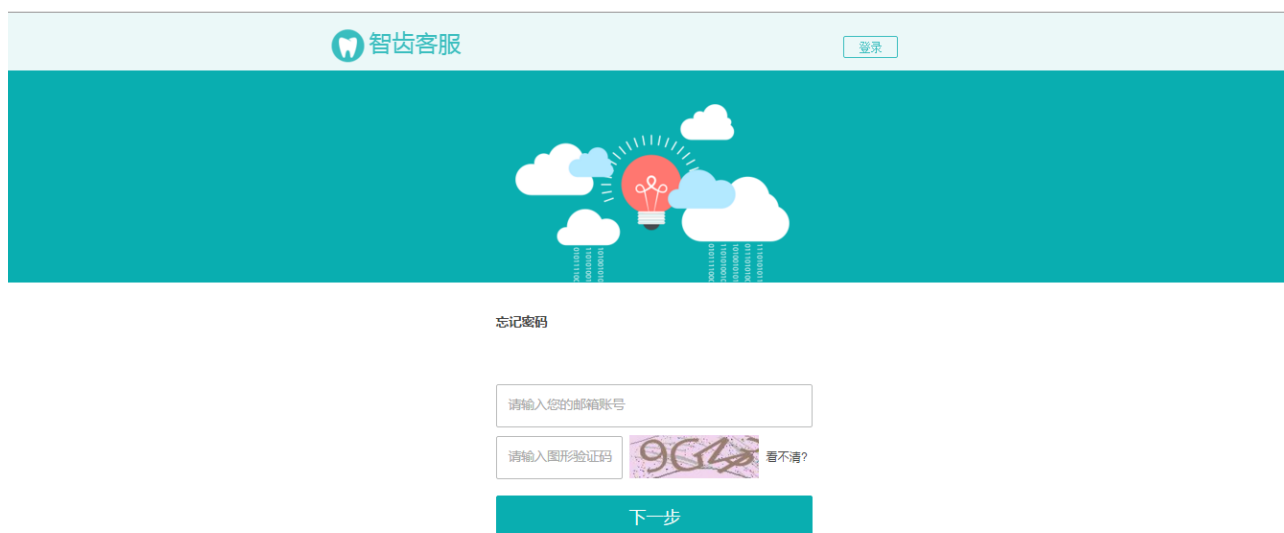 智齿客服
登录
忘记密码
请输入您的邮箱账号
请输入图形验证码
看不清?
下一步